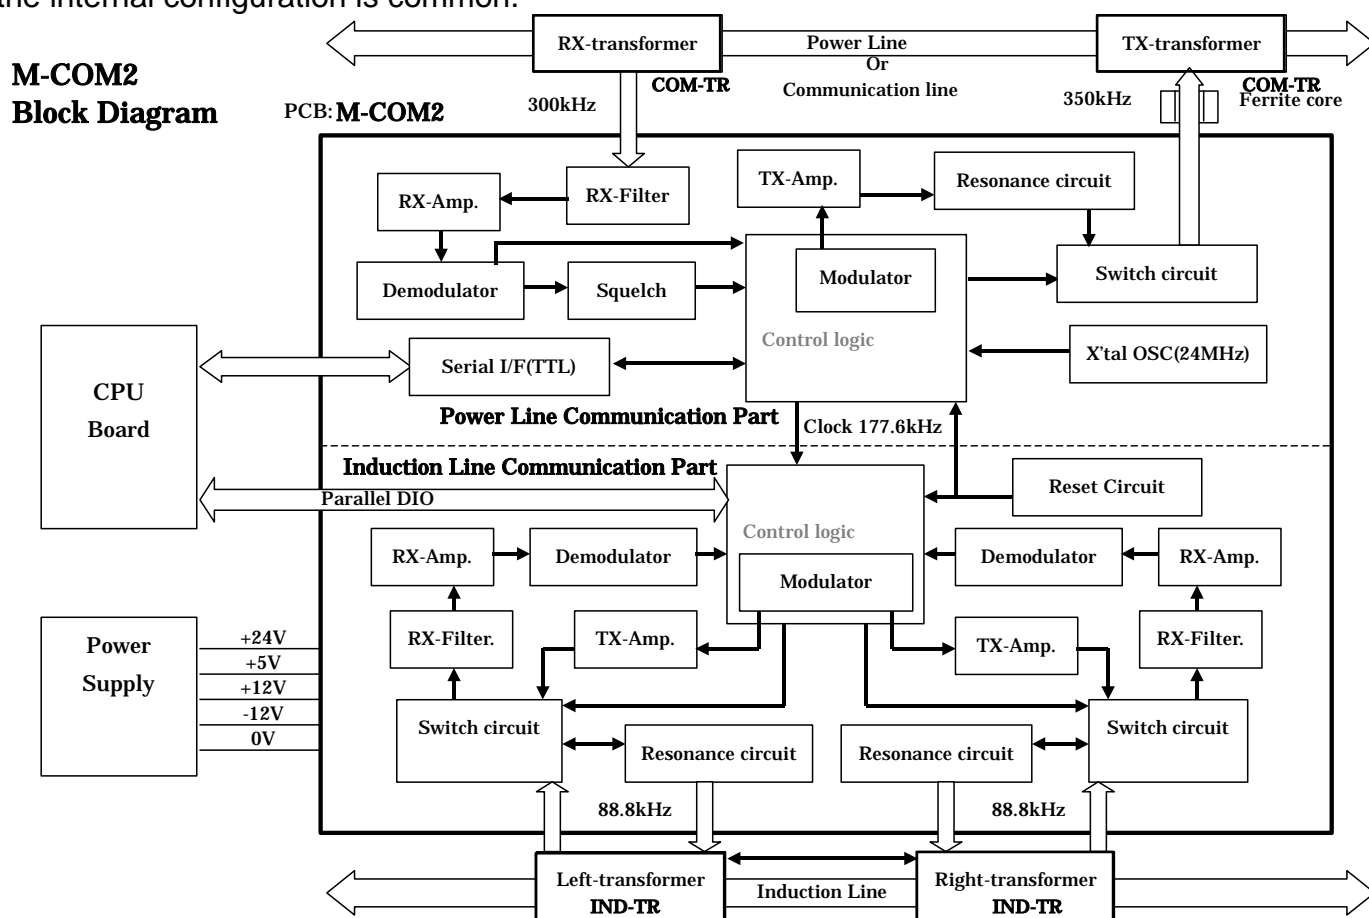 the internal configuration is common.
M-COM2
Block Diagram
RX-transformer
Power Line
Or
Communication line
TX-transformer
COM-TR
COM-TR
PCB: M-COM2
300kHz
350kHz
Ferrite core
RX-Amp.
RX-Filter
TX-Amp.
Resonance circuit
Demodulator
Squelch
Modulator
Switch circuit
Control logic
X'tal OSC(24MHz)
Serial I/F(TTL)
CPU
Board
Power Line Communication Part
Clock 177.6kHz
Induction Line Communication Part
Parallel DIO
Reset Circuit
Control logic
RX-Amp.
Demodulator
Modulator
Demodulator
RX-Amp.
RX-Filter.
TX-Amp.
TX-Amp.
RX-Filter.
Power
Supply
+24V
+5V
+12V
-12V
0V
Switch circuit
Resonance circuit
Resonance circuit
Switch circuit
88.8kHz
88.8kHz
Left-transformer
IND-TR
Induction Line
Right-transformer
IND-TR